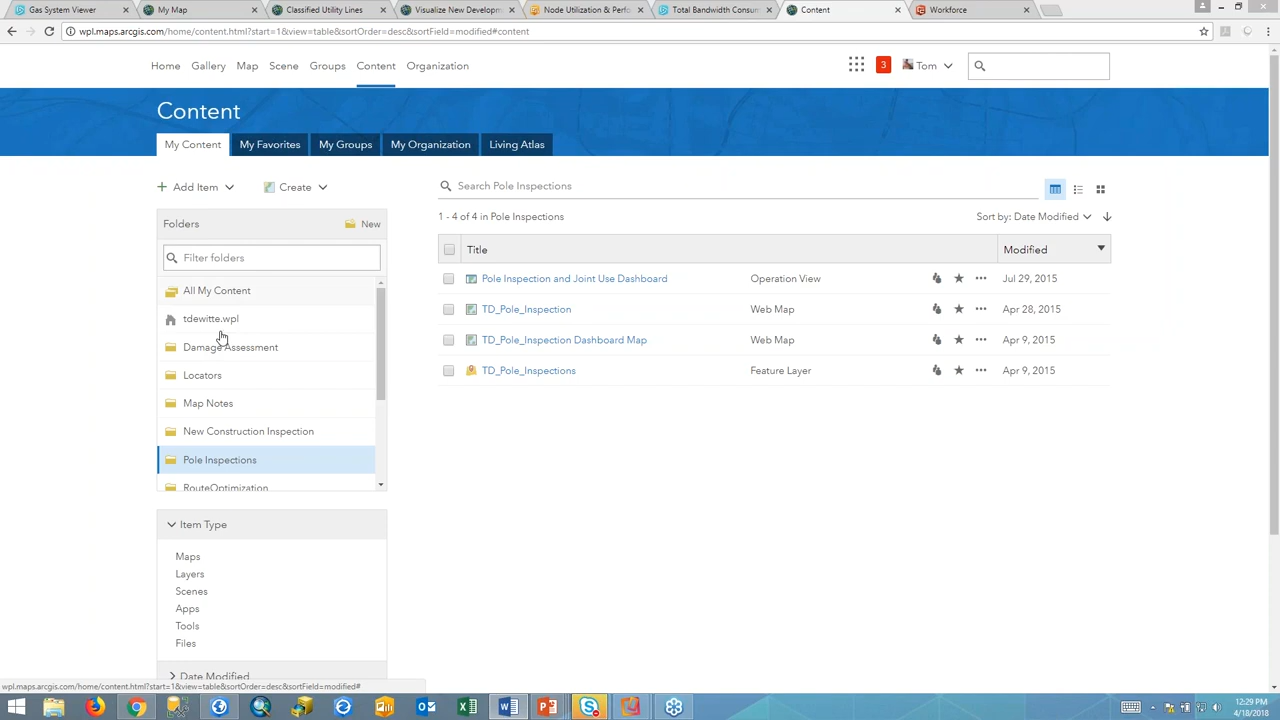 Gas System Viewer
My Map
Classified Utility Lines
Visualize New Developm
Node Utilization & Perfo
Total Bandwidth Consum
Content
Workforce
wpl.maps.arcgis.com/home/content.html?start=1&view=table&sortOrder=desc&sortField=modified#content
Home Gallery Map Scene Groups Content Organization
3 Tom
Content
My Content My Favorites My Groups My Organization Living Atlas
Add Item Create
Search Pole Inspections
1 - 4 of 4 in Pole Inspections
Sort by: Date Modified
Folders New
Filter folders
All My Content
tdewitte.wpl
Damage Assessment
Locators
Map Notes
New Construction Inspection
Pole Inspections
RouteOptimization
Title Modified
Pole Inspection and Joint Use Dashboard Operation View Jul 29, 2015
TD_Pole_Inspection Web Map Apr 28, 2015
TD_Pole_Inspection Dashboard Map Web Map Apr 9, 2015
TD_Pole_Inspections Feature Layer Apr 9, 2015
Item Type
Maps
Layers
Scenes
Apps
Tools
Files
Date Modified
wpl.maps.arcgis.com/home/content.html?start=1&view=table&sortOrder=desc&sortField=modified#
12:29 PM
4/18/2018